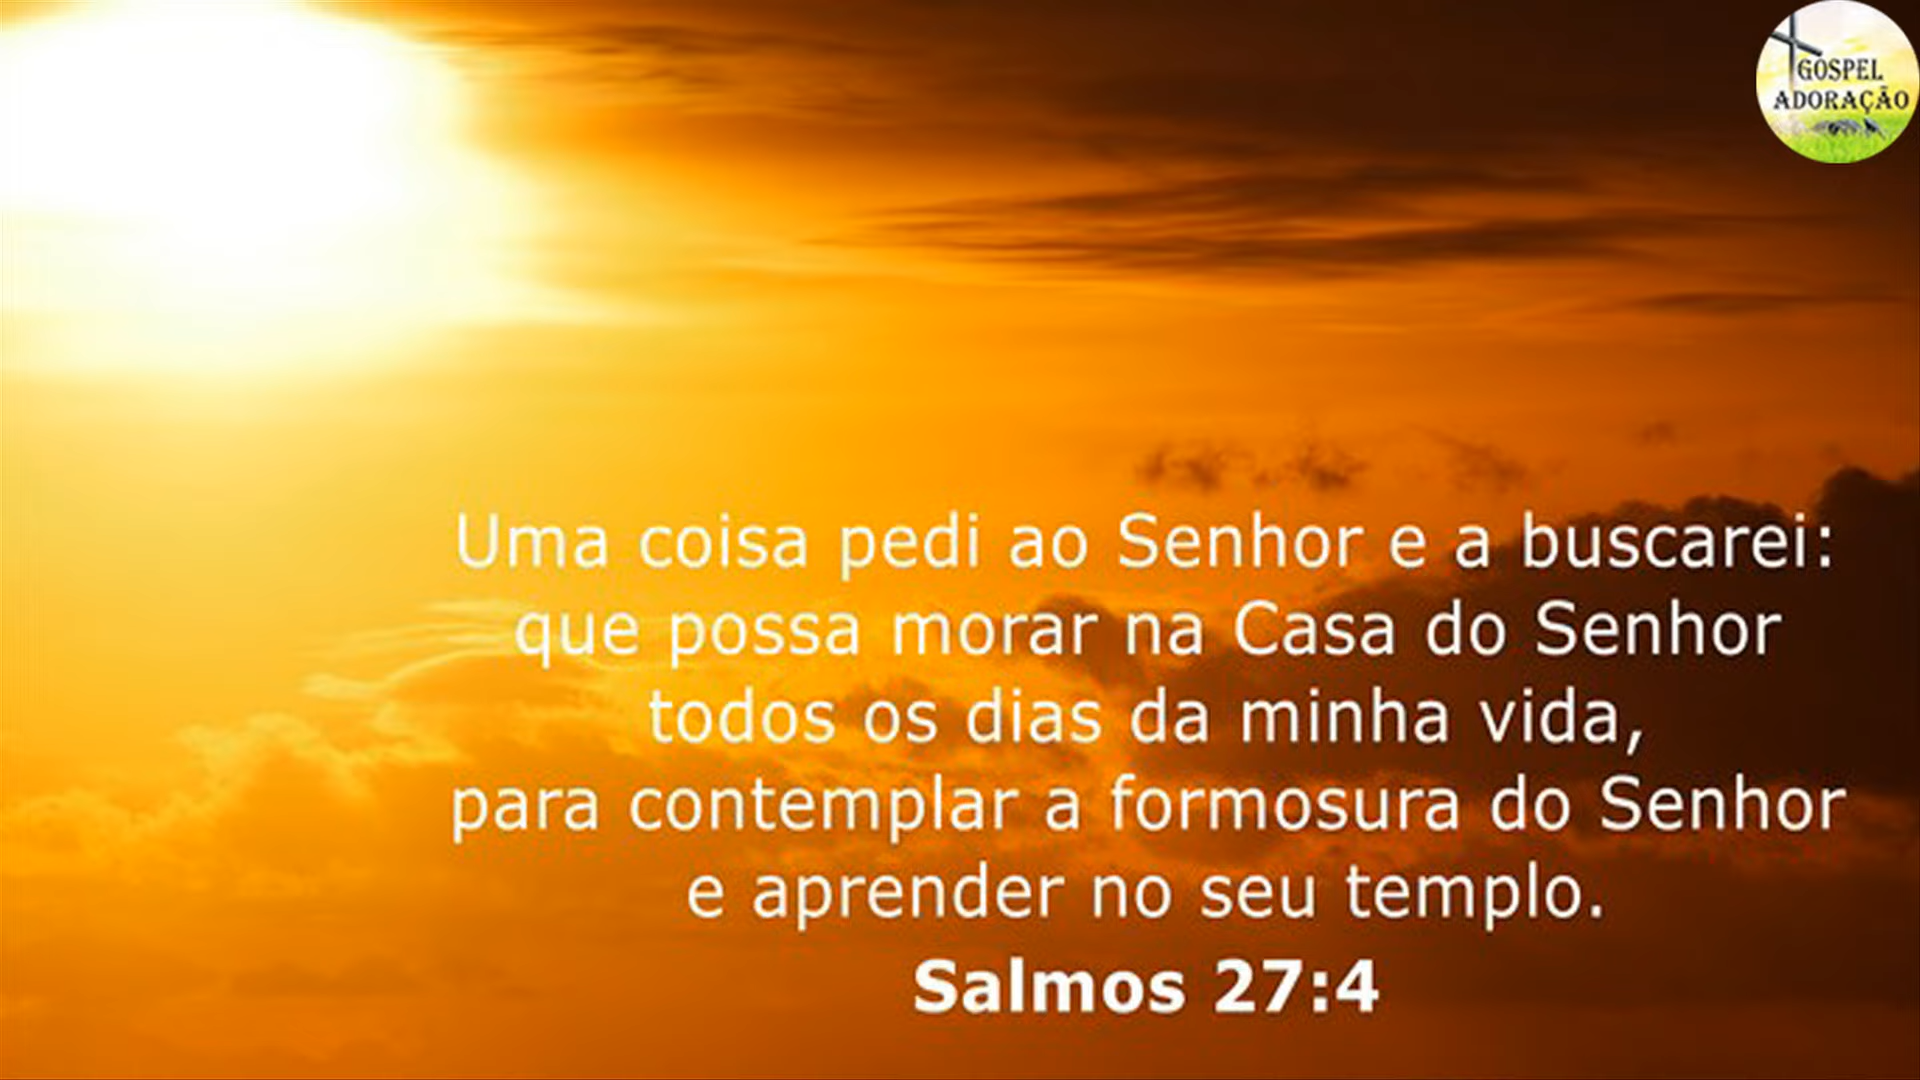 GOSPEL
ADORAÇÃO
Uma coisa pedi ao Senhor e a buscarei:
que possa morar na Casa do Senhor
todos os dias da minha vida,
para contemplar a formosura do Senhor
e aprender no seu templo.
Salmos 27:4